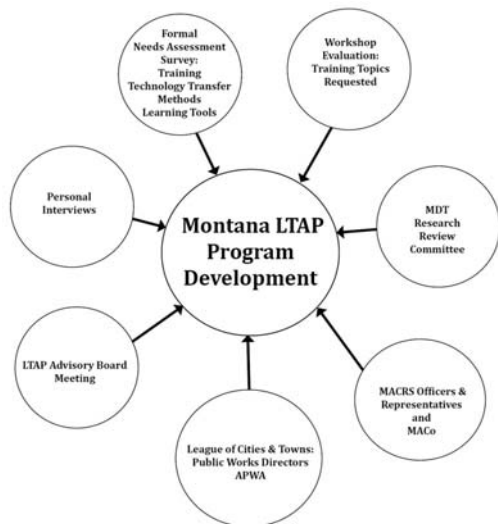 Formal
Needs Assessment
Survey:
Training
Technology Transfer
Methods
Learning Tools
Workshop
Evaluation:
Training Topics
Requested
Personal
Interviews
Montana LTAP
Program
Development
MDT
Research
Review
Committee
LTAP Advisory Board
Meeting
MACRS Officers &
Representatives
and
MACo
League of Cities & Towns:
Public Works Directors
APWA